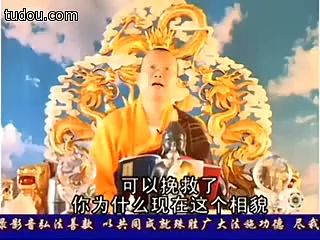 tudou.com
可以挽救了
你为什么现在这个相貌
录影音弘法善款 以共同成就殊胜广大法施功德 尽我